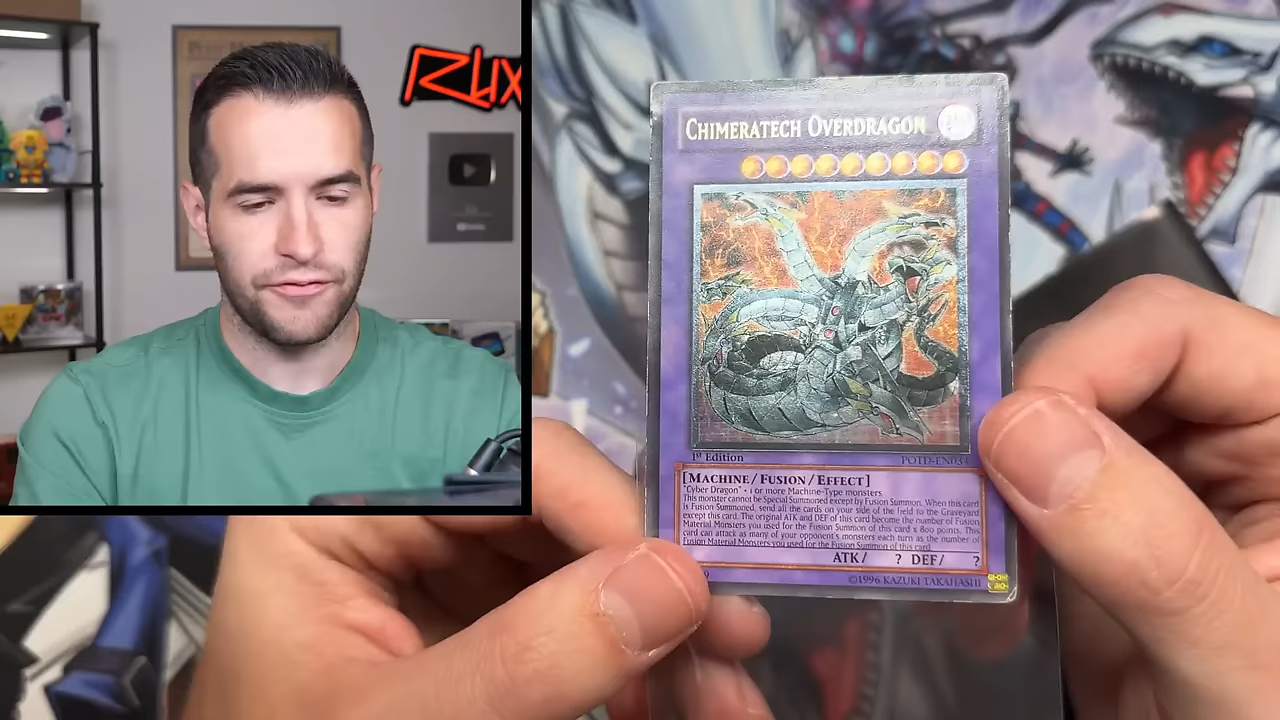 RUX
CHIMERATECH OVERDRAGON
1st Edition
POTD-EN034
[MACHINE/FUSION/EFFECT]
"Cyber Dragon" + 1 or more Machine-Type monsters
This monster cannot be Special Summoned except by Fusion Summon. When this card
is Fusion Summoned, send all the cards on your side of the field to the Graveyard
except this card. The original ATK and DEF of this card become the number of Fusion
Material Monsters you used for the Fusion Summon of this card x 800 points. This
card can attack as many of your opponent's monsters each turn as the number of
Fusion Material Monsters you used for the Fusion Summon of this card.
ATK/ ? DEF/ ?
©1996 KAZUKI TAKAHASHI